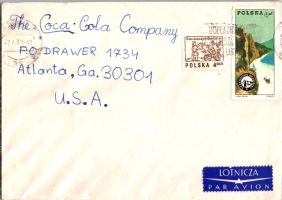 The Coca-Cola Company
PO DRAWER 1734
Atlanta, Ga. 30301
U.S.A.
POLSKA
POLSKA 4
LOTNICZA
PAR AVION